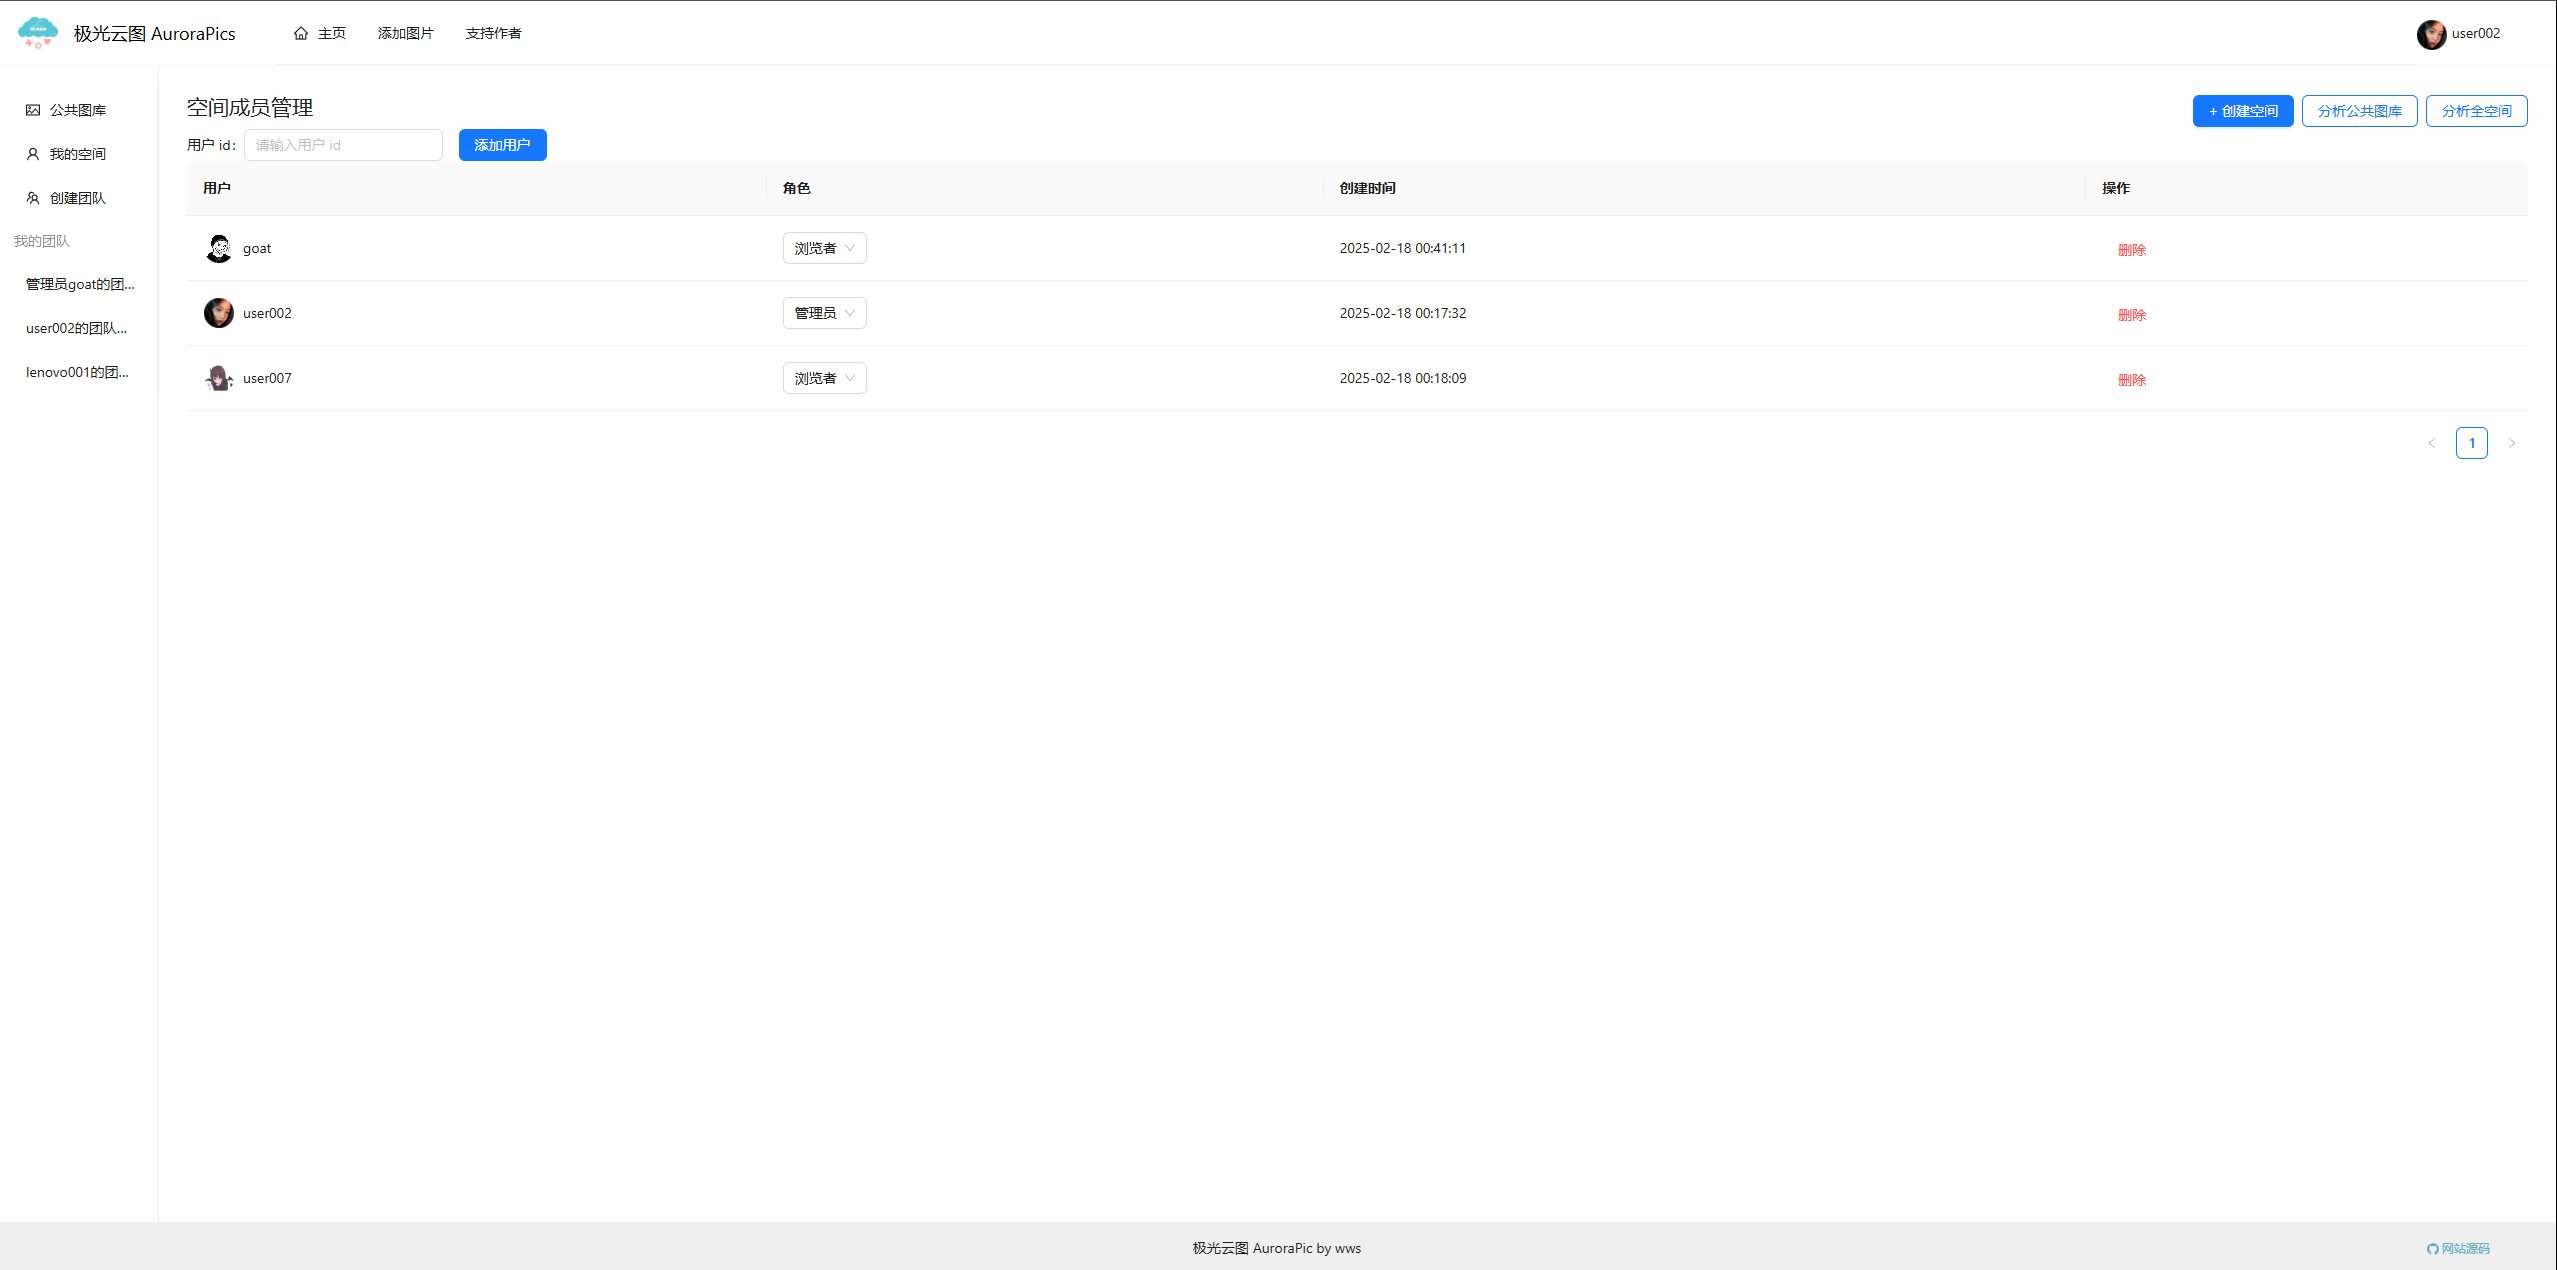 极光云图 AuroraPics
主页 添加图片 支持作者
user002
公共图库
我的空间
创建团队
我的团队
管理员goat的团...
user002的团队...
lenovo001的团...
空间成员管理
+ 创建空间 分析公共图库 分析全空间
用户 id: 请输入用户 id 添加用户
用户 角色 创建时间 操作
goat 浏览者 2025-02-18 00:41:11 删除
user002 管理员 2025-02-18 00:17:32 删除
user007 浏览者 2025-02-18 00:18:09 删除
< 1 >
极光云图 AuroraPic by wws
网站源码